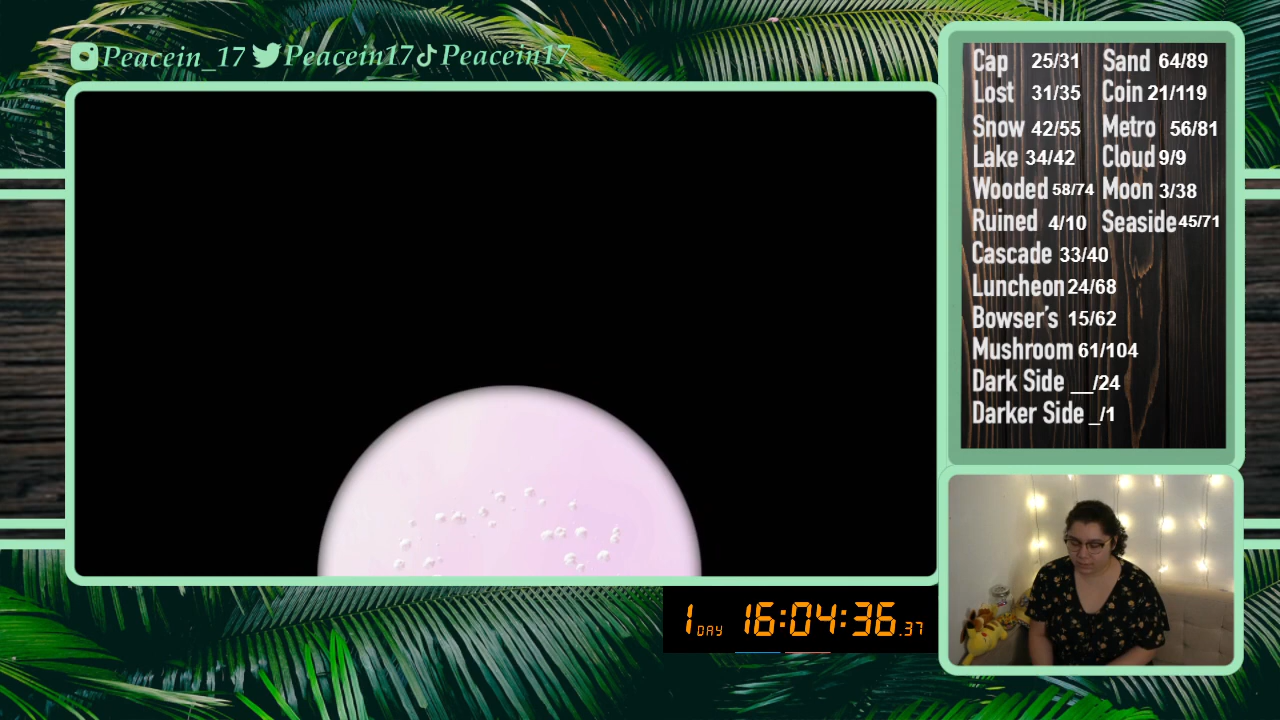 Peacein_17 Peacein17 Peacein17
Cap 25/31 Sand 64/89
Lost 31/35 Coin 21/119
Snow 42/55 Metro 56/81
Lake 34/42 Cloud 9/9
Wooded 58/74 Moon 3/38
Ruined 4/10 Seaside 45/71
Cascade 33/40
Luncheon 24/68
Bowser's 15/62
Mushroom 61/104
Dark Side __/24
Darker Side _/1
1 DAY 16:04:36.37